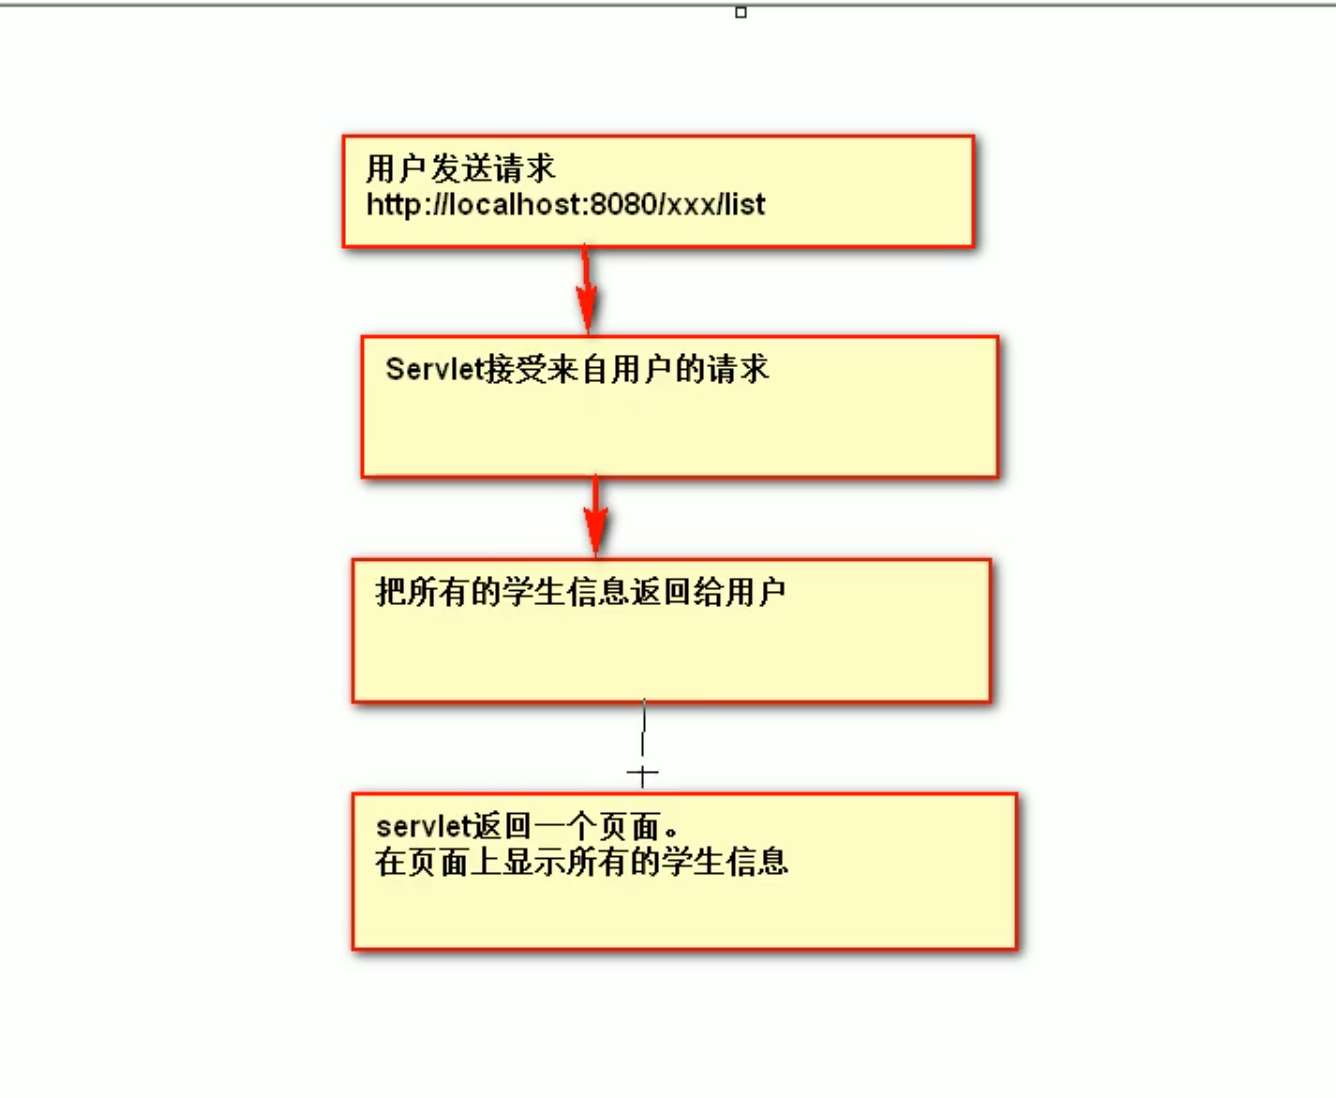 用户发送请求
http://localhost:8080/xxx/list
Servlet接受来自用户的请求
把所有的学生信息返回给用户
servlet返回一个页面。
在页面上显示所有的学生信息